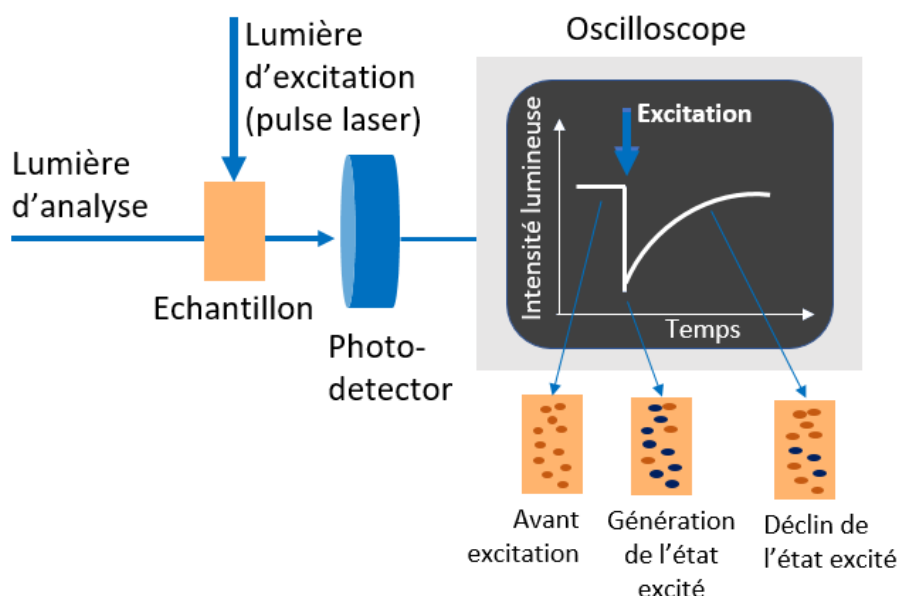 Lumière
d’excitation
(pulse laser)
Oscilloscope
Lumière
d’analyse
Echantillon
Photo-
detector
Intensité lumineuse
Excitation
Temps
Avant
excitation
Génération
de l’état
excité
Déclin de
l’état excité